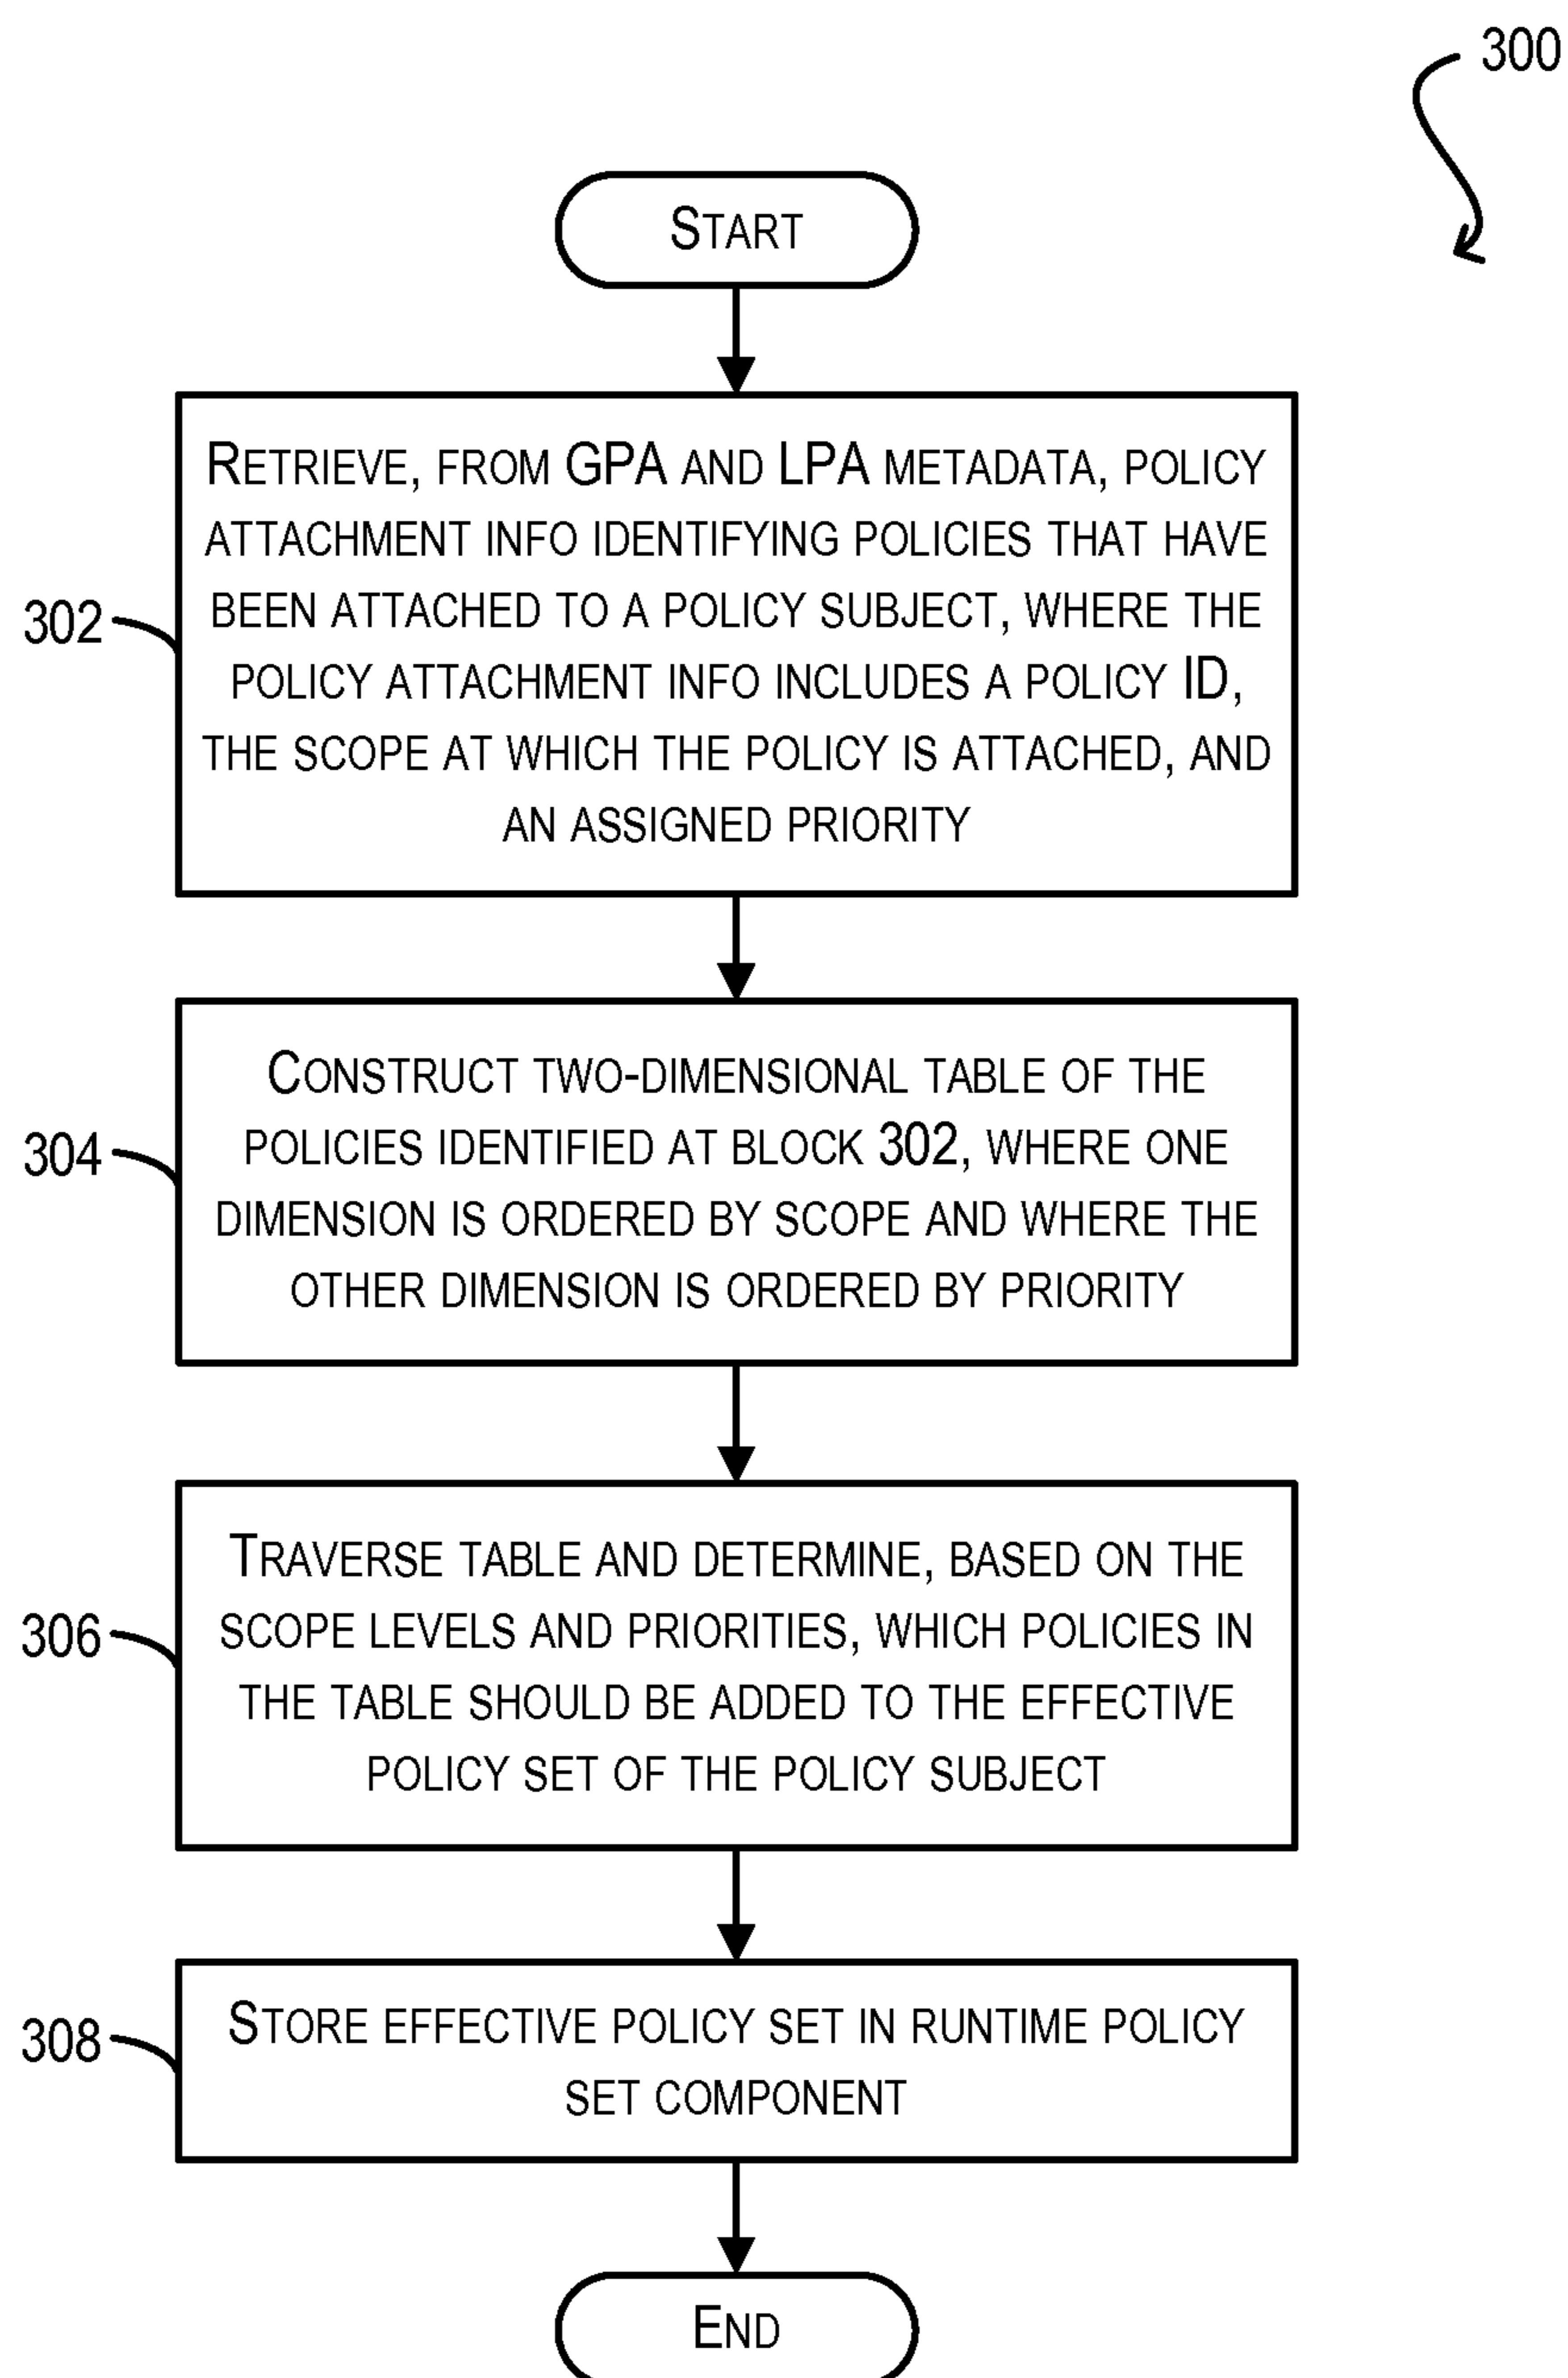 300
START
RETRIEVE, FROM GPA AND LPA METADATA, POLICY
ATTACHMENT INFO IDENTIFYING POLICIES THAT HAVE
BEEN ATTACHED TO A POLICY SUBJECT, WHERE THE
POLICY ATTACHMENT INFO INCLUDES A POLICY ID,
THE SCOPE AT WHICH THE POLICY IS ATTACHED, AND
AN ASSIGNED PRIORITY
302
CONSTRUCT TWO-DIMENSIONAL TABLE OF THE
POLICIES IDENTIFIED AT BLOCK 302, WHERE ONE
DIMENSION IS ORDERED BY SCOPE AND WHERE THE
OTHER DIMENSION IS ORDERED BY PRIORITY
304
TRAVERSE TABLE AND DETERMINE, BASED ON THE
SCOPE LEVELS AND PRIORITIES, WHICH POLICIES IN
THE TABLE SHOULD BE ADDED TO THE EFFECTIVE
POLICY SET OF THE POLICY SUBJECT
306
STORE EFFECTIVE POLICY SET IN RUNTIME POLICY
SET COMPONENT
308
END